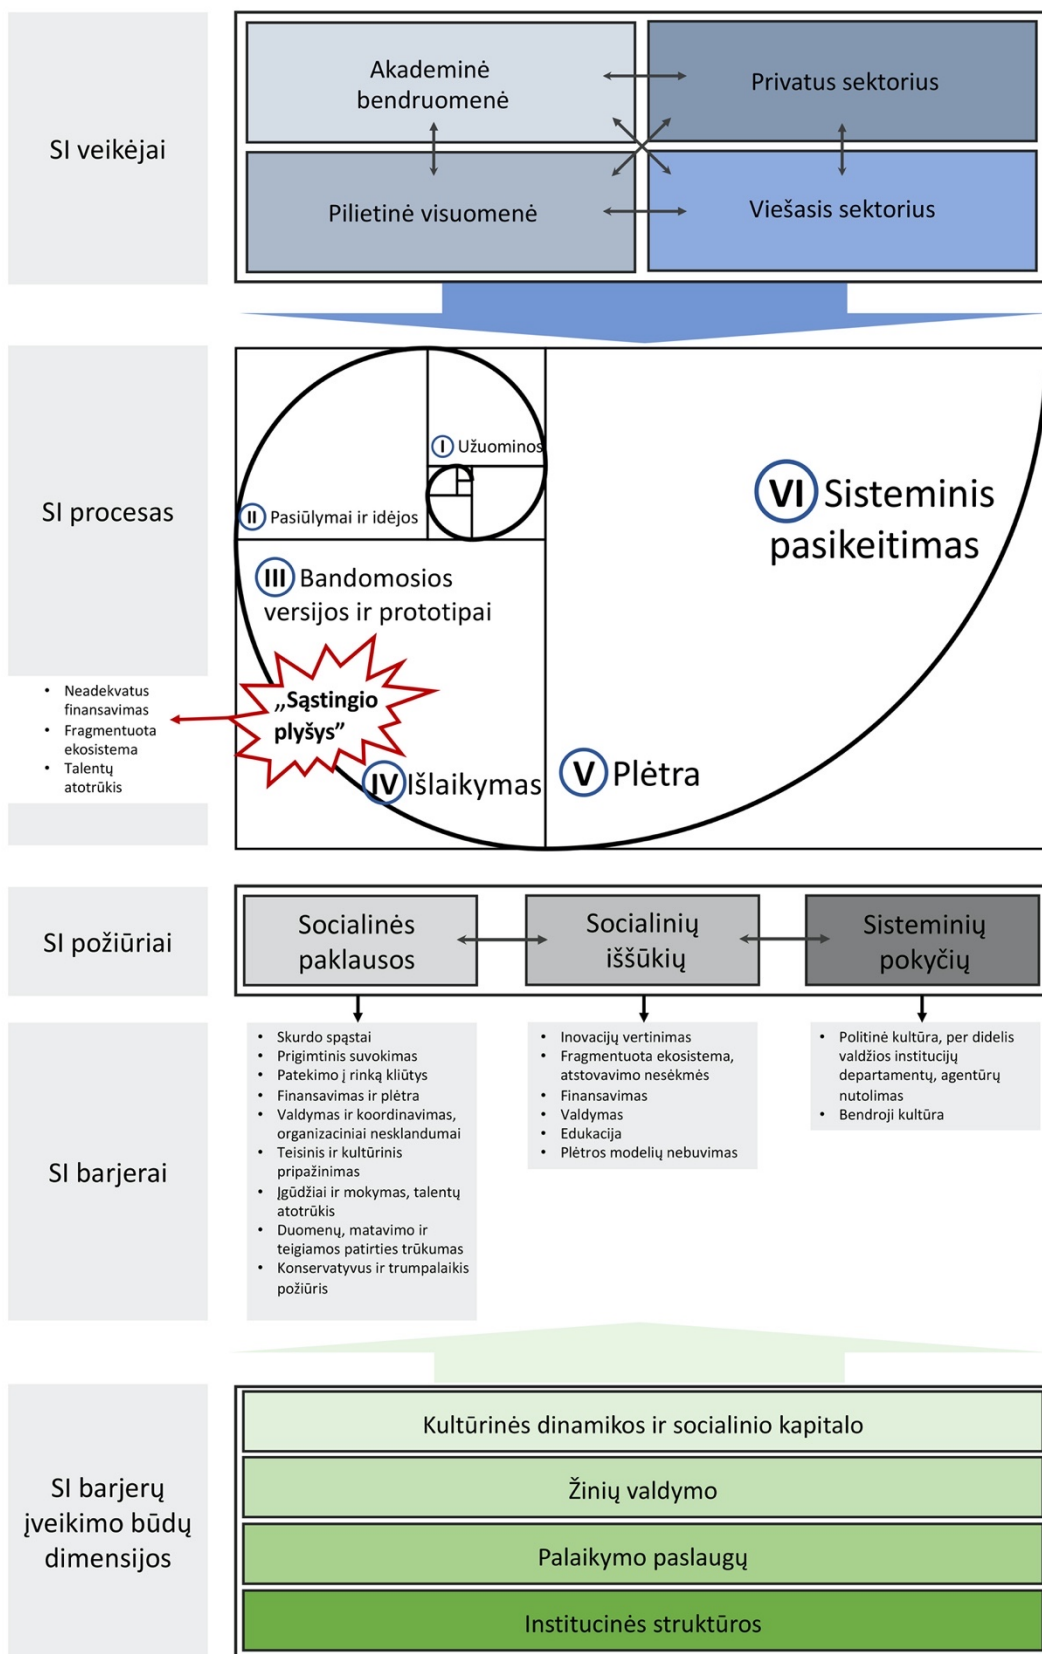 SI veikėjai
Akademinė
bendruomenė
Privatus sektorius
Pilietinė visuomenė
Viešasis sektorius
SI procesas
I Užuominos
II Pasiūlymai ir idėjos
III Bandomosios
versijos ir prototipai
„Sąstingio
plyšys”
IV Išlaikymas
V Plėtra
VI Sisteminis
pasikeitimas
• Neadekvatus
finansavimas
• Fragmentuota
ekosistema
• Talentų
atotrūkis
SI požiūriai
Socialinės
paklausos
Socialinių
iššūkių
Sisteminių
pokyčių
SI barjerai
• Skurdo spąstai
• Prigimtinis suvokimas
• Patekimo į rinką kliūtys
• Finansavimas ir plėtra
• Valdymas ir koordinavimas,
organizaciniai nesklandumai
• Teisinis ir kultūrinis
pripažinimas
• Įgūdžiai ir mokymas, talentų
atotrūkis
• Duomenų, matavimo ir
teigiamos patirties trūkumas
• Konservatyvus ir trumpalaikis
požiūris
• Inovacijų vertinimas
• Fragmentuota ekosistema,
atstovavimo nesėkmės
• Finansavimas
• Valdymas
• Edukacija
• Plėtros modelių nebuvimas
• Politinė kultūra, per didelis
valdžios institucijų
departamentų, agentūrų
nutolimas
• Bendroji kultūra
SI barjerų
įveikimo būdų
dimensijos
Kultūrinės dinamikos ir socialinio kapitalo
Žinių valdymo
Palaikymo paslaugų
Institucinės struktūros